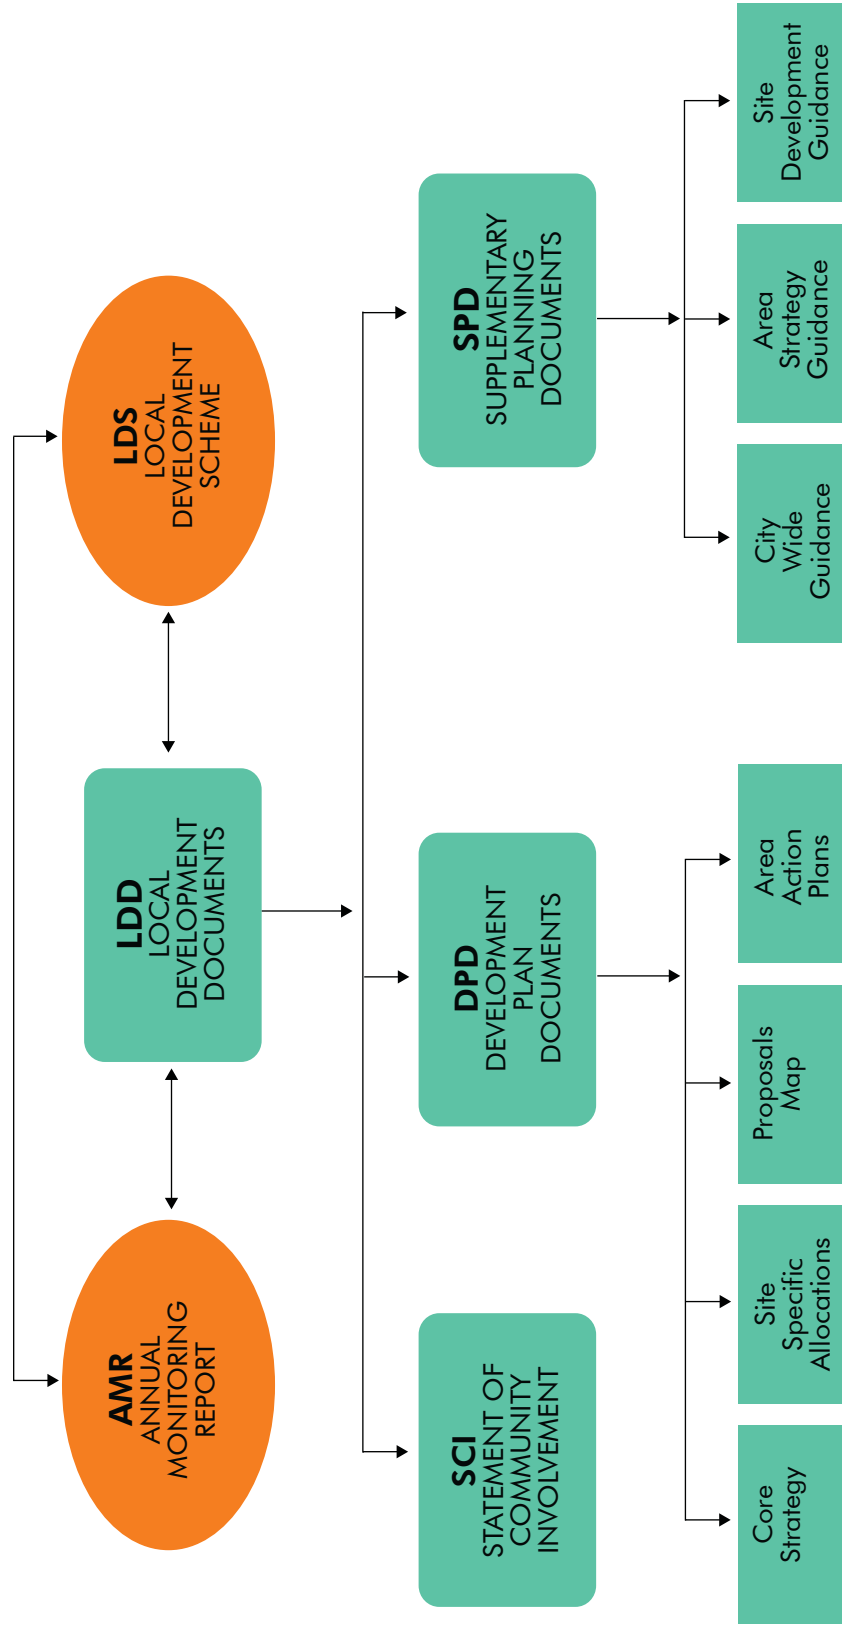 AMR
ANNUAL
MONITORING
REPORT
LDD
LOCAL
DEVELOPMENT
DOCUMENTS
LDS
LOCAL
DEVELOPMENT
SCHEME
SCI
STATEMENT OF
COMMUNITY
INVOLVEMENT
DPD
DEVELOPMENT
PLAN
DOCUMENTS
SPD
SUPPLEMENTARY
PLANNING
DOCUMENTS
Core
Strategy
Site
Specific
Allocations
Proposals
Map
Area
Action
Plans
City
Wide
Guidance
Area
Strategy
Guidance
Site
Development
Guidance